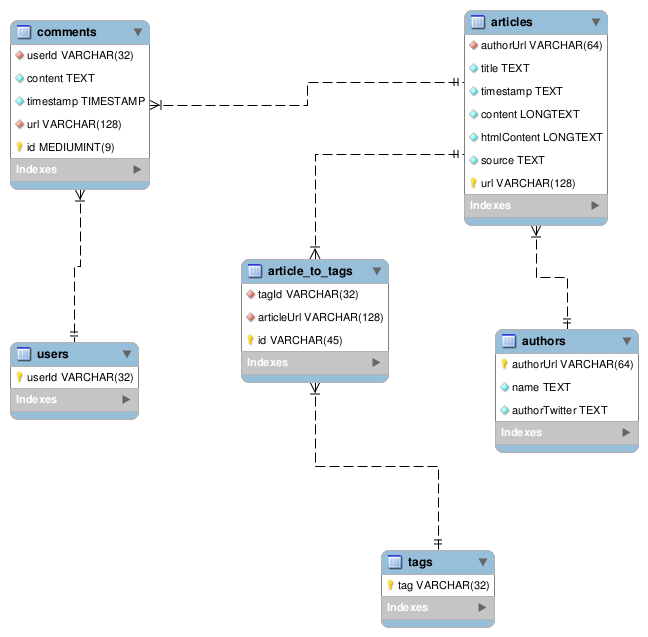 comments
userId VARCHAR(32)
content TEXT
timestamp TIMESTAMP
url VARCHAR(128)
id MEDIUMINT(9)
Indexes
articles
authorUrl VARCHAR(64)
title TEXT
timestamp TEXT
content LONGTEXT
htmlContent LONGTEXT
source TEXT
url VARCHAR(128)
Indexes
article_to_tags
tagId VARCHAR(32)
articleUrl VARCHAR(128)
id VARCHAR(45)
Indexes
users
userId VARCHAR(32)
Indexes
authors
authorUrl VARCHAR(64)
name TEXT
authorTwitter TEXT
Indexes
tags
tag VARCHAR(32)
Indexes